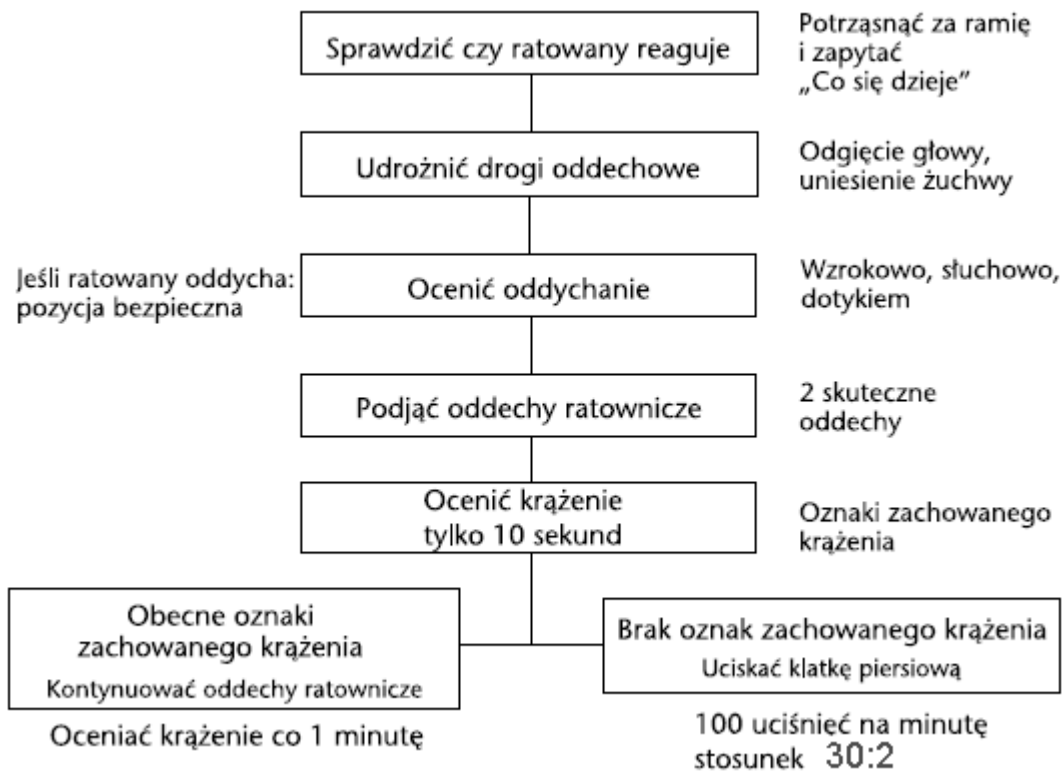 Sprawdzić czy ratowany reaguje
Potrząsnąć za ramię
i zapytać
„Co się dzieje”
Udrożnić drogi oddechowe
Odgięcie głowy,
uniesienie żuchwy
Jeśli ratowany oddycha:
pozycja bezpieczna
Ocenić oddychanie
Wzrokowo, słuchowo,
dotykiem
Podjąć oddechy ratownicze
2 skuteczne
oddechy
Ocenić krążenie
tylko 10 sekund
Oznaki zachowanego
krążenia
Obecne oznaki
zachowanego krążenia
Kontynuować oddechy ratownicze
Oceniać krążenie co 1 minutę
Brak oznak zachowanego krążenia
Uciskać klatkę piersiową
100 uciśnięć na minutę
stosunek 30:2